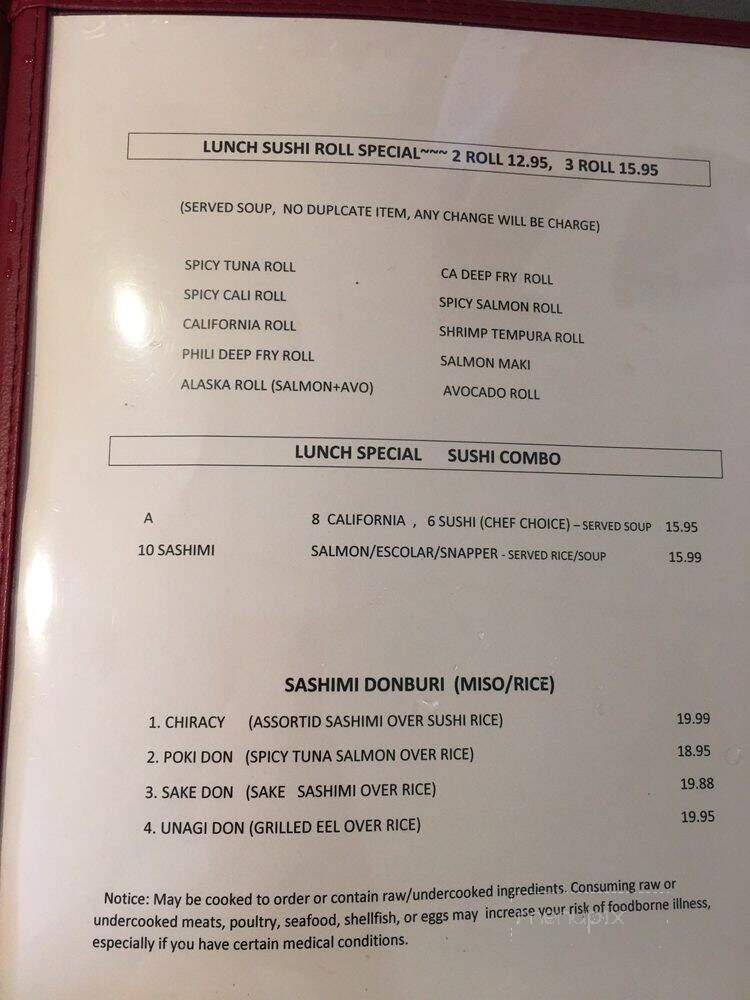 LUNCH SUSHI ROLL SPECIAL~~~ 2 ROLL 12.95, 3 ROLL 15.95
(SERVED SOUP, NO DUPLCATE ITEM, ANY CHANGE WILL BE CHARGE)
SPICY TUNA ROLL
SPICY CALI ROLL
CALIFORNIA ROLL
PHILI DEEP FRY ROLL
ALASKA ROLL (SALMON+AVO)
CA DEEP FRY ROLL
SPICY SALMON ROLL
SHRIMP TEMPURA ROLL
SALMON MAKI
AVOCADO ROLL
LUNCH SPECIAL SUSHI COMBO
A 8 CALIFORNIA , 6 SUSHI (CHEF CHOICE) – SERVED SOUP 15.95
10 SASHIMI SALMON/ESCOLAR/SNAPPER - SERVED RICE/SOUP 15.99
SASHIMI DONBURI (MISO/RICE)
1. CHIRACY (ASSORTID SASHIMI OVER SUSHI RICE) 19.99
2. POKI DON (SPICY TUNA SALMON OVER RICE) 18.95
3. SAKE DON (SAKE SASHIMI OVER RICE) 19.88
4. UNAGI DON (GRILLED EEL OVER RICE) 19.95
Notice: May be cooked to order or contain raw/undercooked ingredients. Consuming raw or
undercooked meats, poultry, seafood, shellfish, or eggs may increase your risk of foodborne illness,
especially if you have certain medical conditions.
menupix